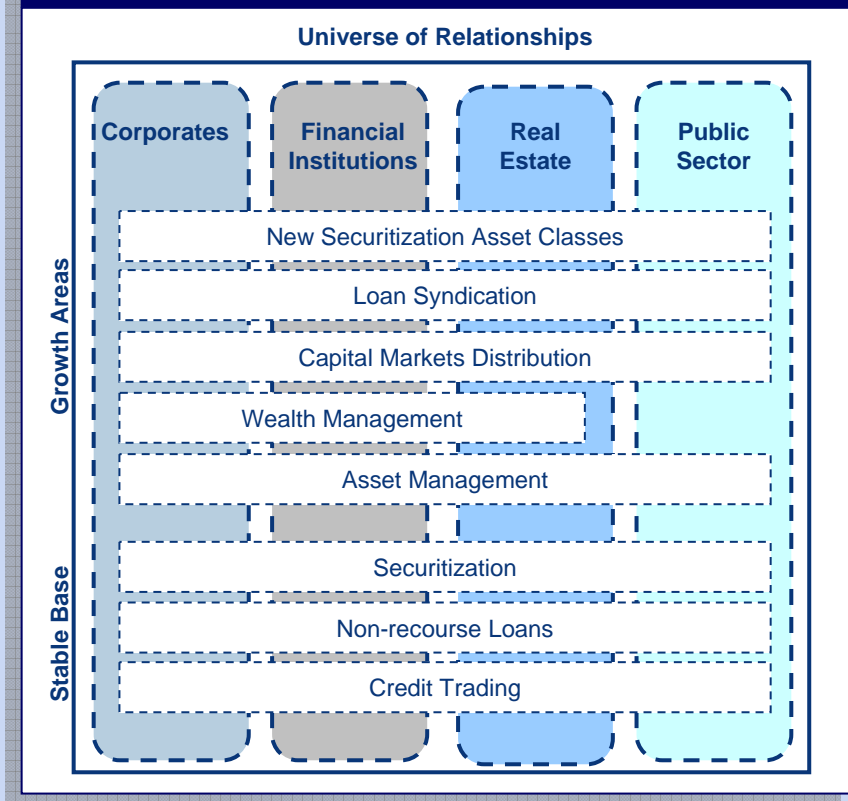 Universe of Relationships
Corporates
Financial
Institutions
Real
Estate
Public
Sector
Growth Areas
New Securitization Asset Classes
Loan Syndication
Capital Markets Distribution
Wealth Management
Asset Management
Stable Base
Securitization
Non-recourse Loans
Credit Trading